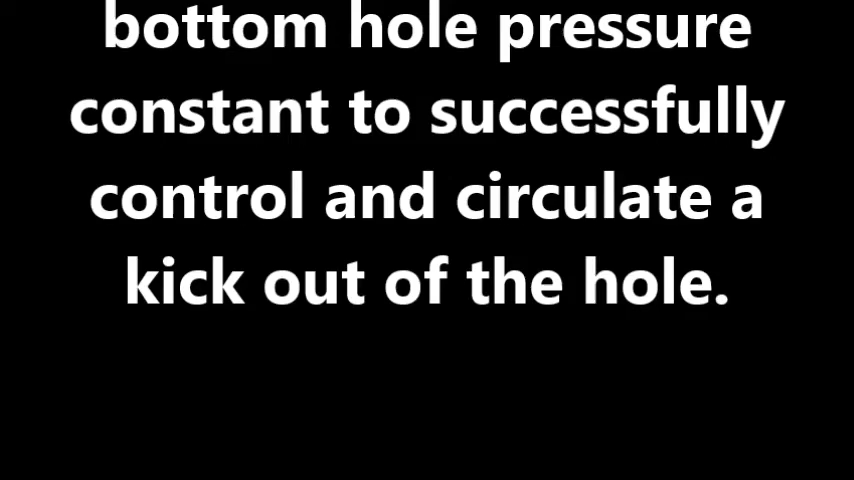 bottom hole pressure
constant to successfully
control and circulate a
kick out of the hole.